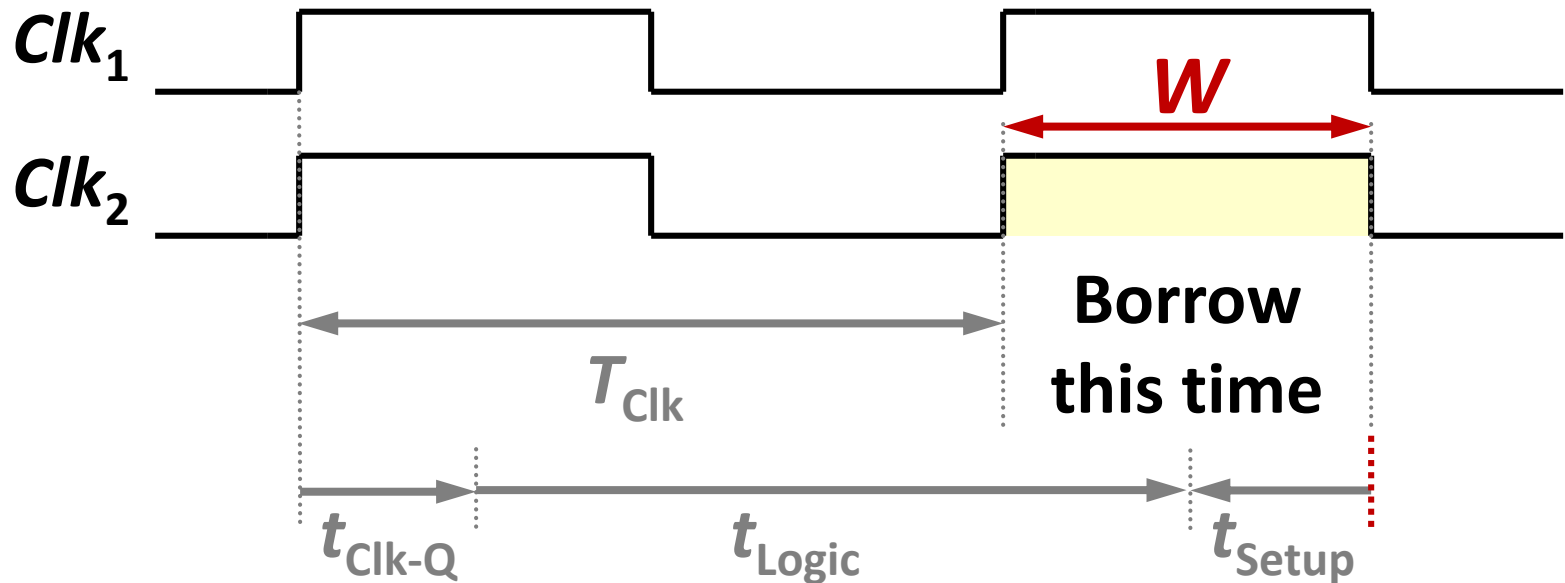 Clk1
W
Clk2
Borrow
this time
TClk
tClk-Q
tLogic
tSetup